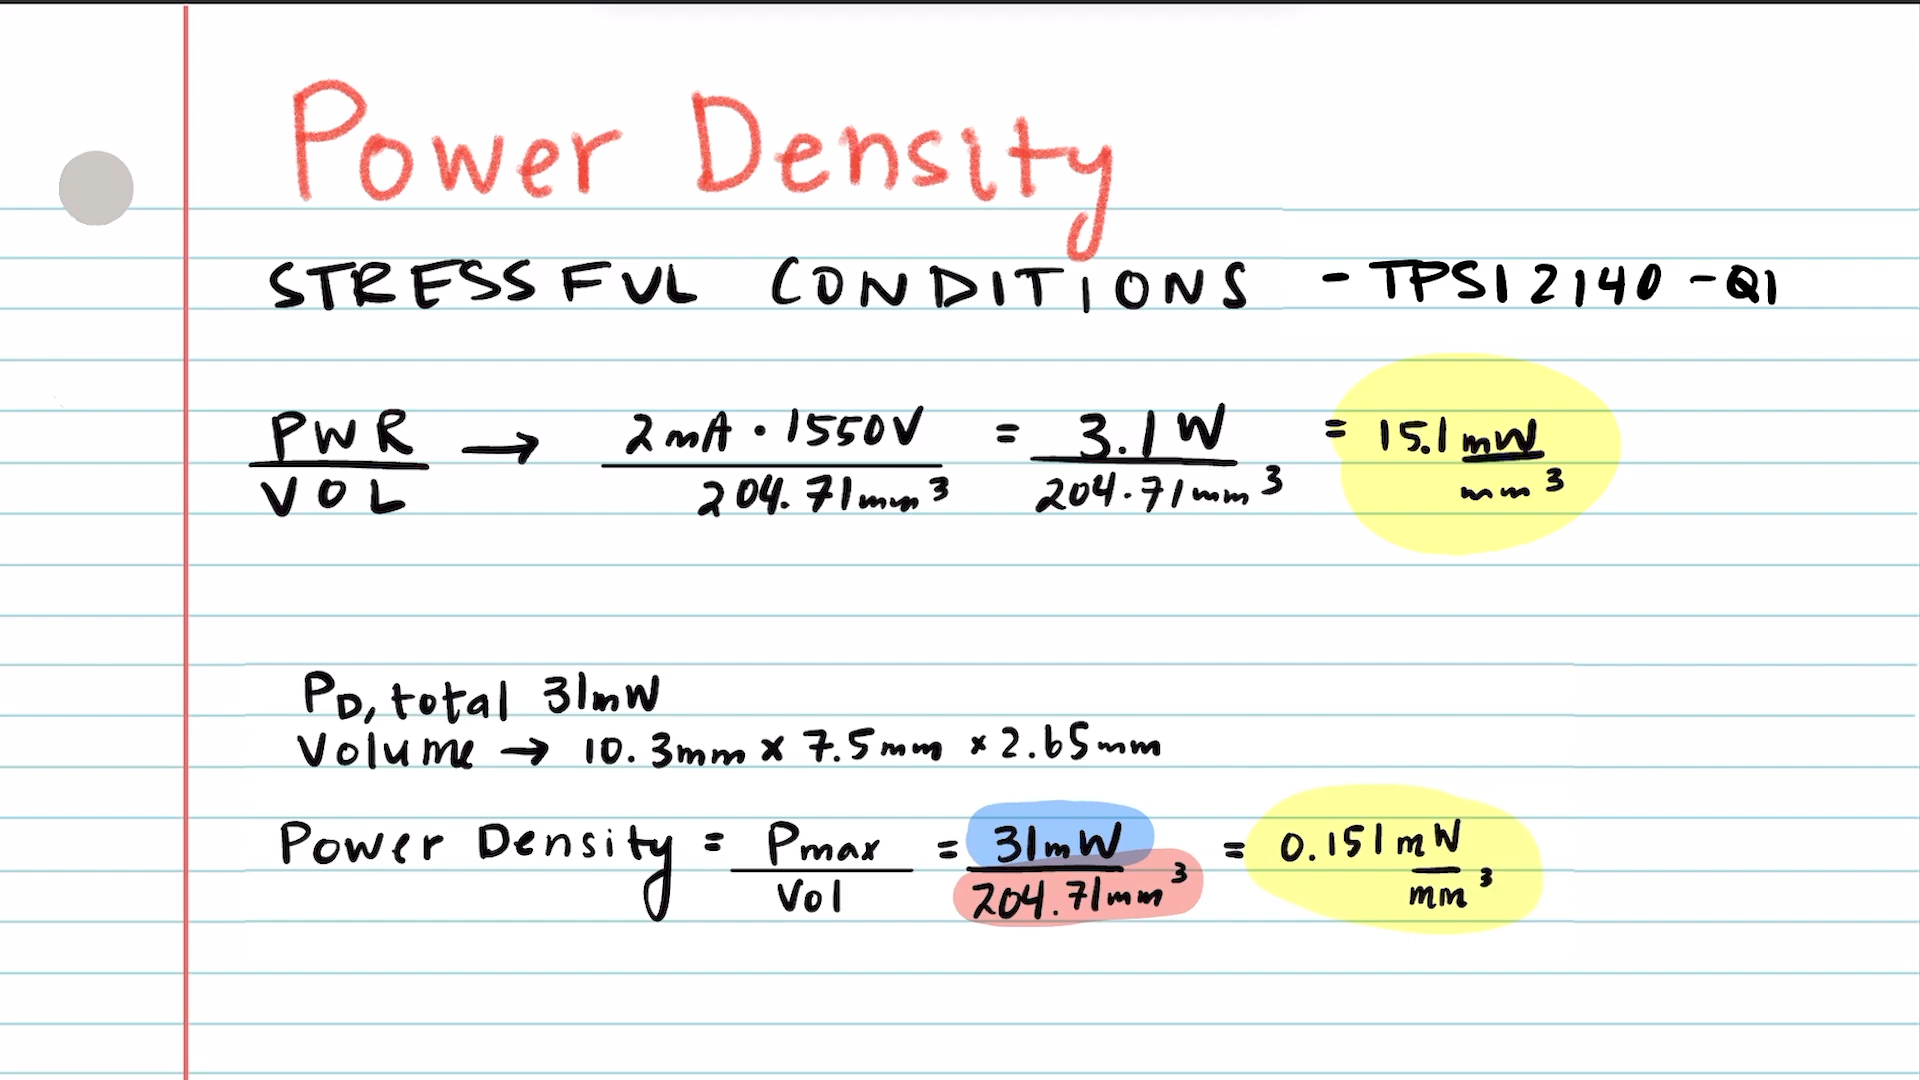 Power Density
STRESSFUL CONDITIONS - TPSI2140-Q1
PWR/VOL → 2mA · 1550V/204.71mm³ = 3.1W/204.71mm³ = 15.1 mW/mm³
PD, total 31mW
Volume → 10.3mm x 7.5mm x 2.65mm
Power Density = Pmax/Vol = 31mW/204.71mm³ = 0.151 mW/mm³